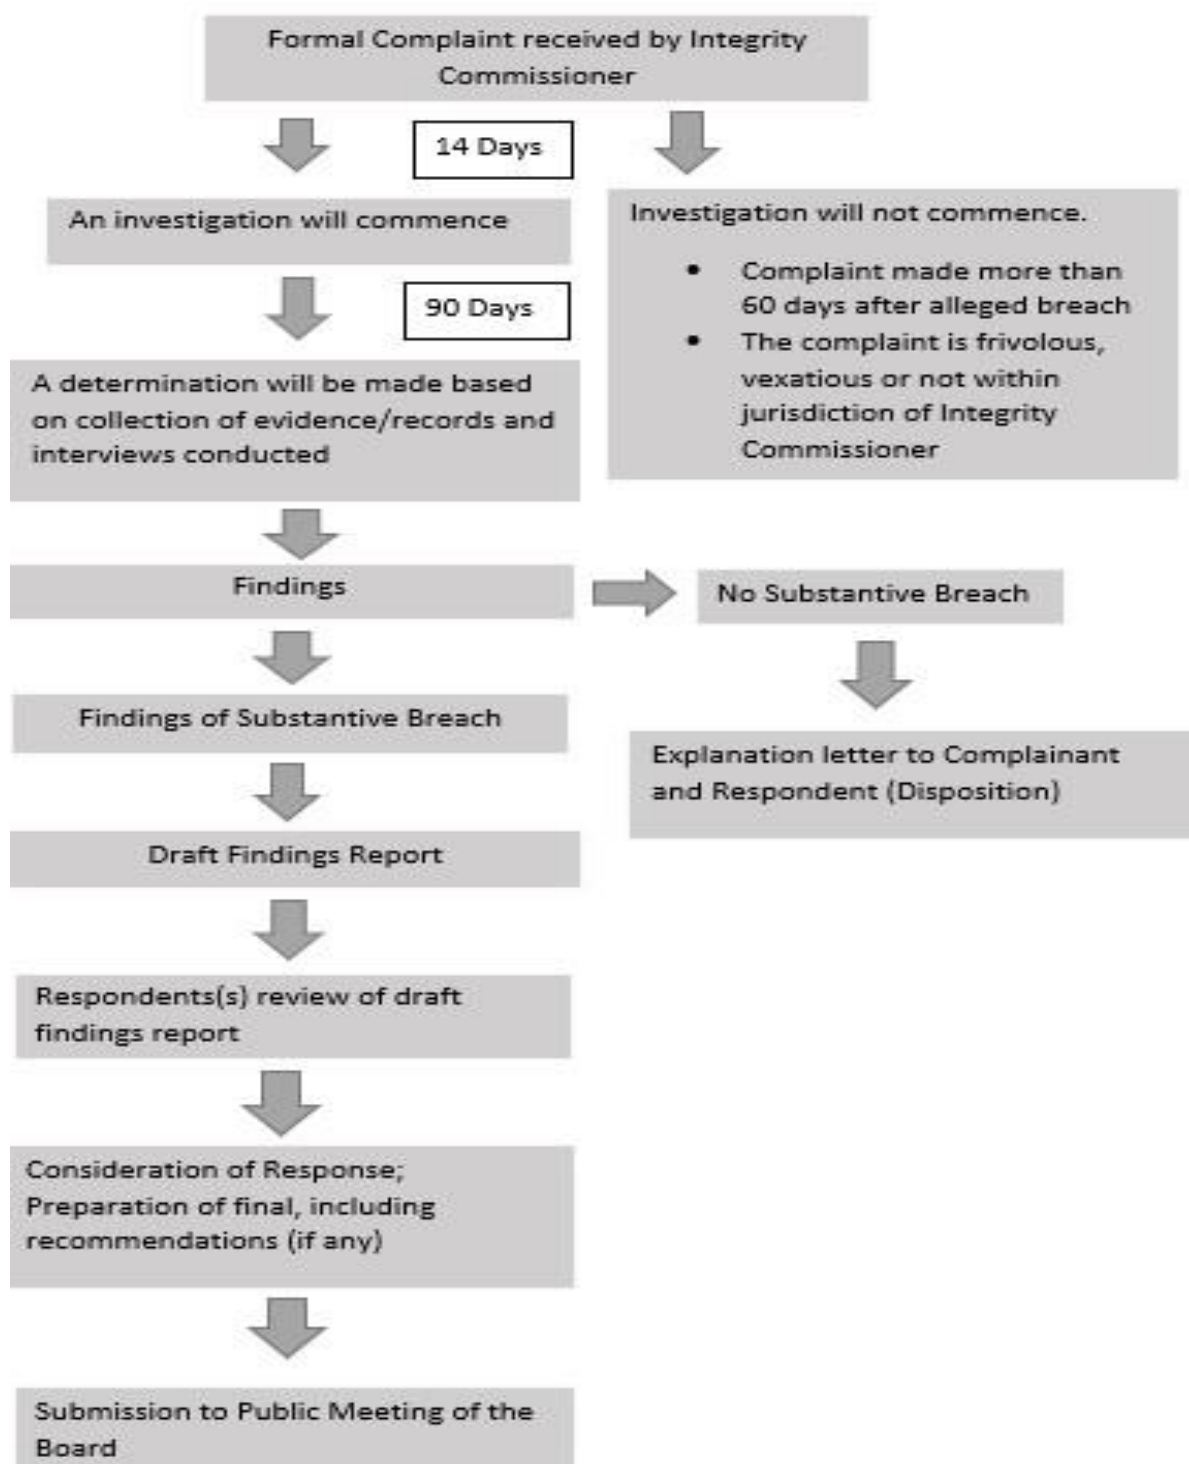 Formal Complaint received by Integrity
Commissioner
14 Days
An investigation will commence
Investigation will not commence.
• Complaint made more than
60 days after alleged breach
• The complaint is frivolous,
vexatious or not within
jurisdiction of Integrity
Commissioner
90 Days
A determination will be made based
on collection of evidence/records and
interviews conducted
Findings
No Substantive Breach
Findings of Substantive Breach
Explanation letter to Complainant
and Respondent (Disposition)
Draft Findings Report
Respondents(s) review of draft
findings report
Consideration of Response;
Preparation of final, including
recommendations (if any)
Submission to Public Meeting of the
Board